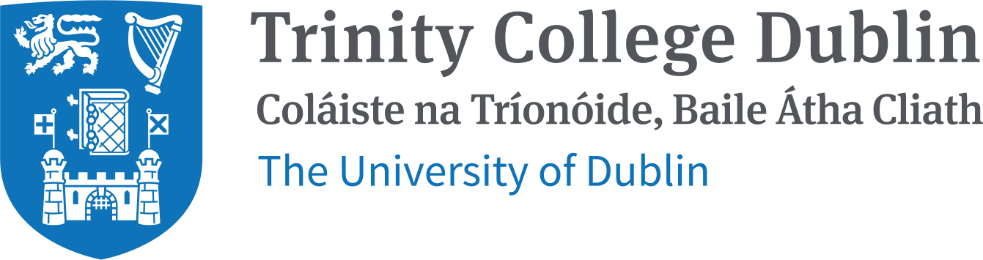 Trinity College Dublin
Coláiste na Tríonóide, Baile Átha Cliath
The University of Dublin